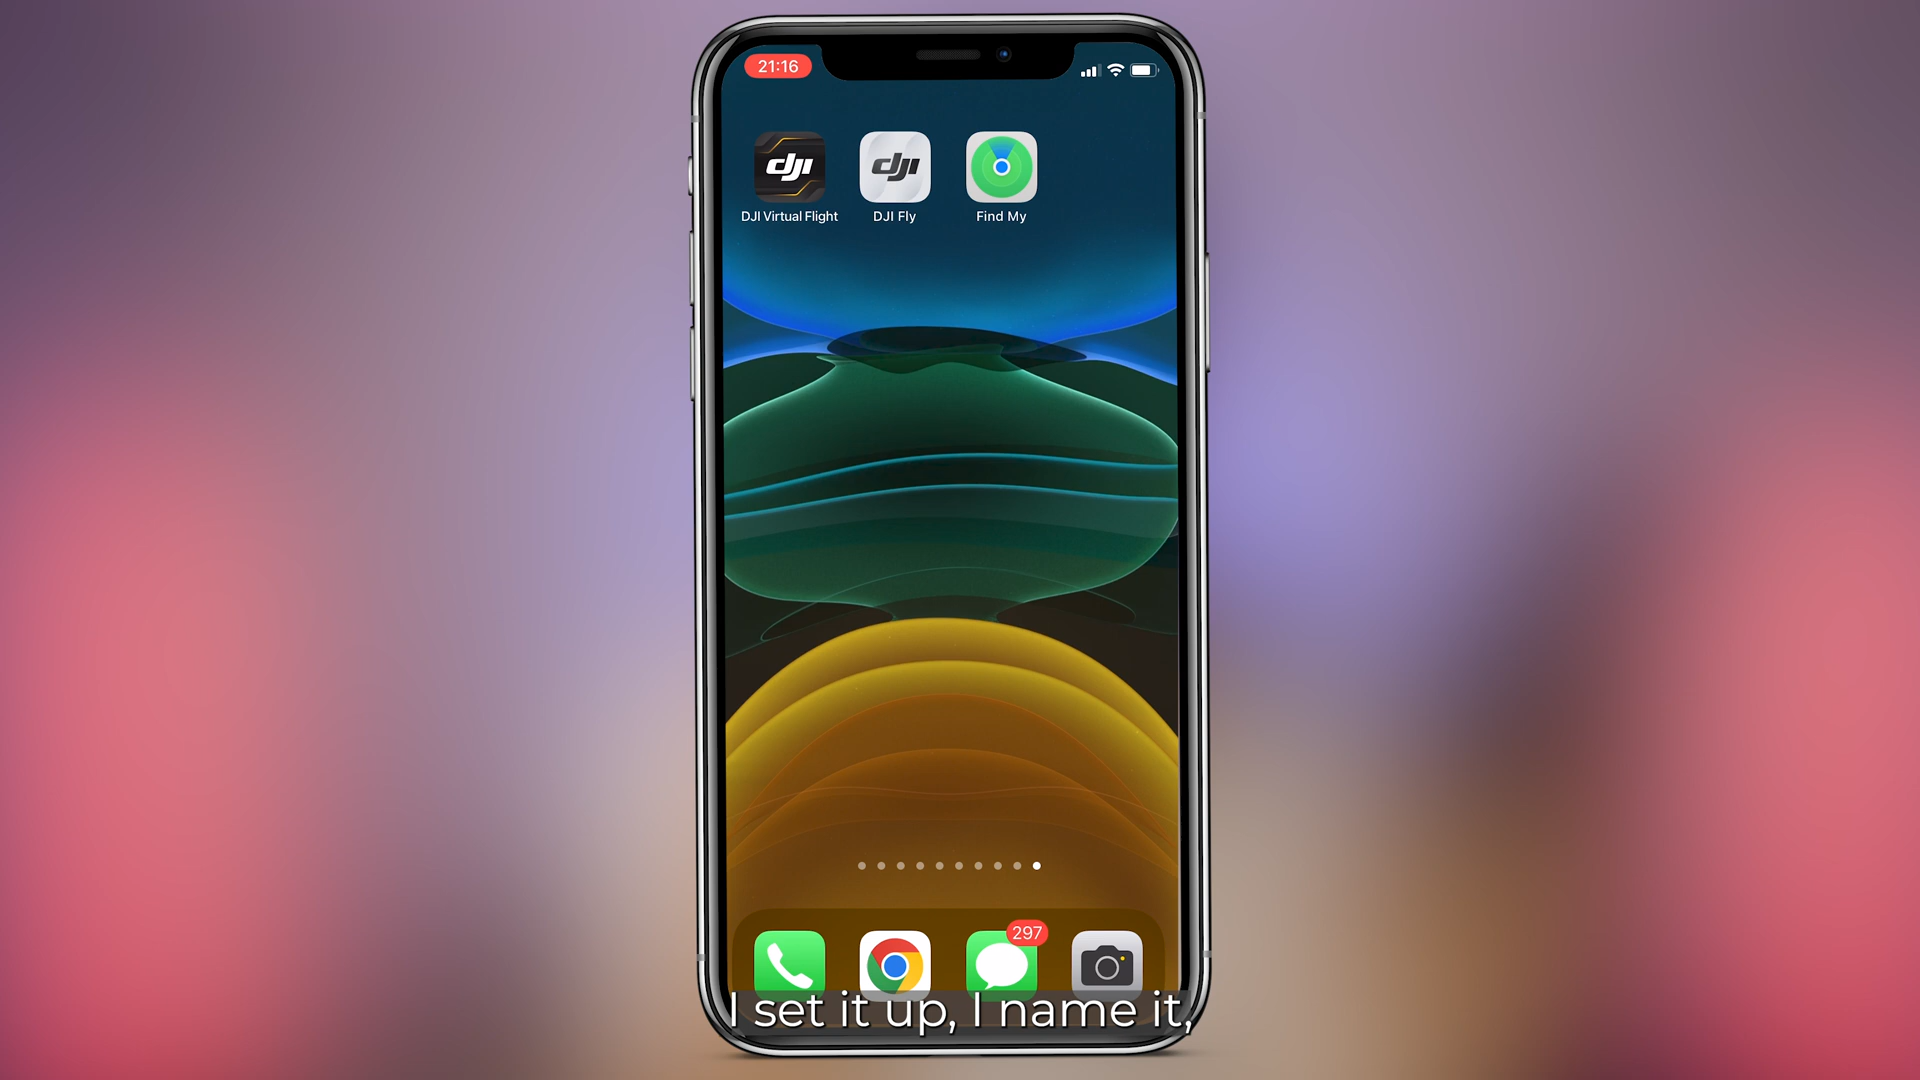 21:16
dji
dji
DJI Virtual Flight
DJI Fly
Find My
297
I set it up, I name it,